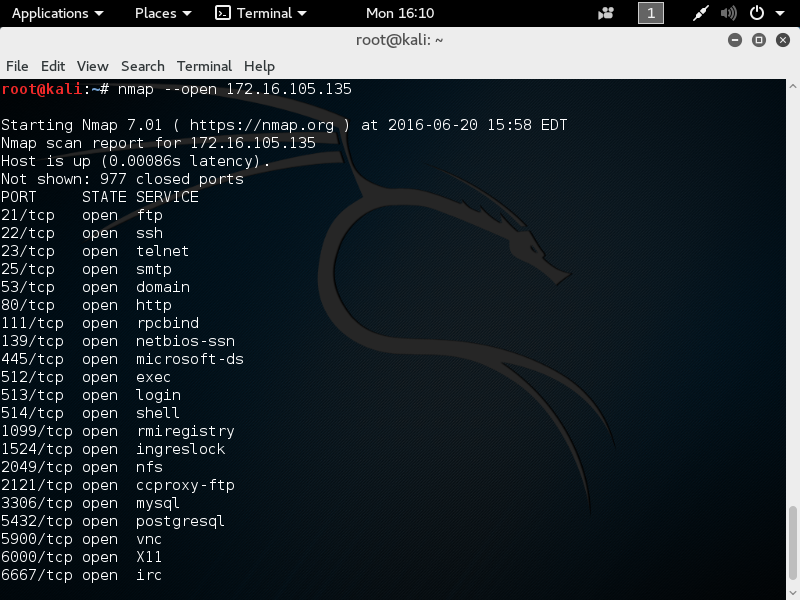 Applications Places Terminal Mon 16:10 1
root@kali: ~
File Edit View Search Terminal Help
root@kali:~# nmap --open 172.16.105.135
Starting Nmap 7.01 ( https://nmap.org ) at 2016-06-20 15:58 EDT
Nmap scan report for 172.16.105.135
Host is up (0.00086s latency).
Not shown: 977 closed ports
PORT     STATE SERVICE
21/tcp   open  ftp
22/tcp   open  ssh
23/tcp   open  telnet
25/tcp   open  smtp
53/tcp   open  domain
80/tcp   open  http
111/tcp  open  rpcbind
139/tcp  open  netbios-ssn
445/tcp  open  microsoft-ds
512/tcp  open  exec
513/tcp  open  login
514/tcp  open  shell
1099/tcp open  rmiregistry
1524/tcp open  ingreslock
2049/tcp open  nfs
2121/tcp open  ccproxy-ftp
3306/tcp open  mysql
5432/tcp open  postgresql
5900/tcp open  vnc
6000/tcp open  X11
6667/tcp open  irc